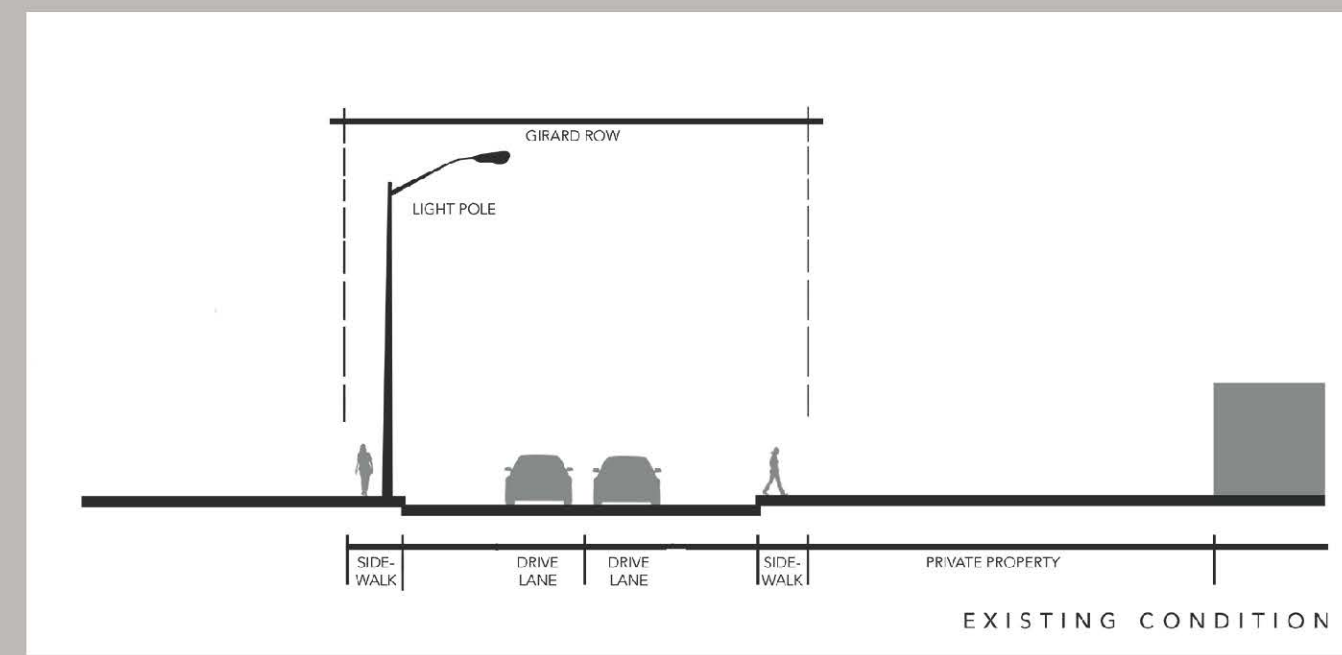 GIRARD ROW
LIGHT POLE
SIDE-
WALK
DRIVE
LANE
DRIVE
LANE
SIDE-
WALK
PRIVATE PROPERTY
EXISTING CONDITION